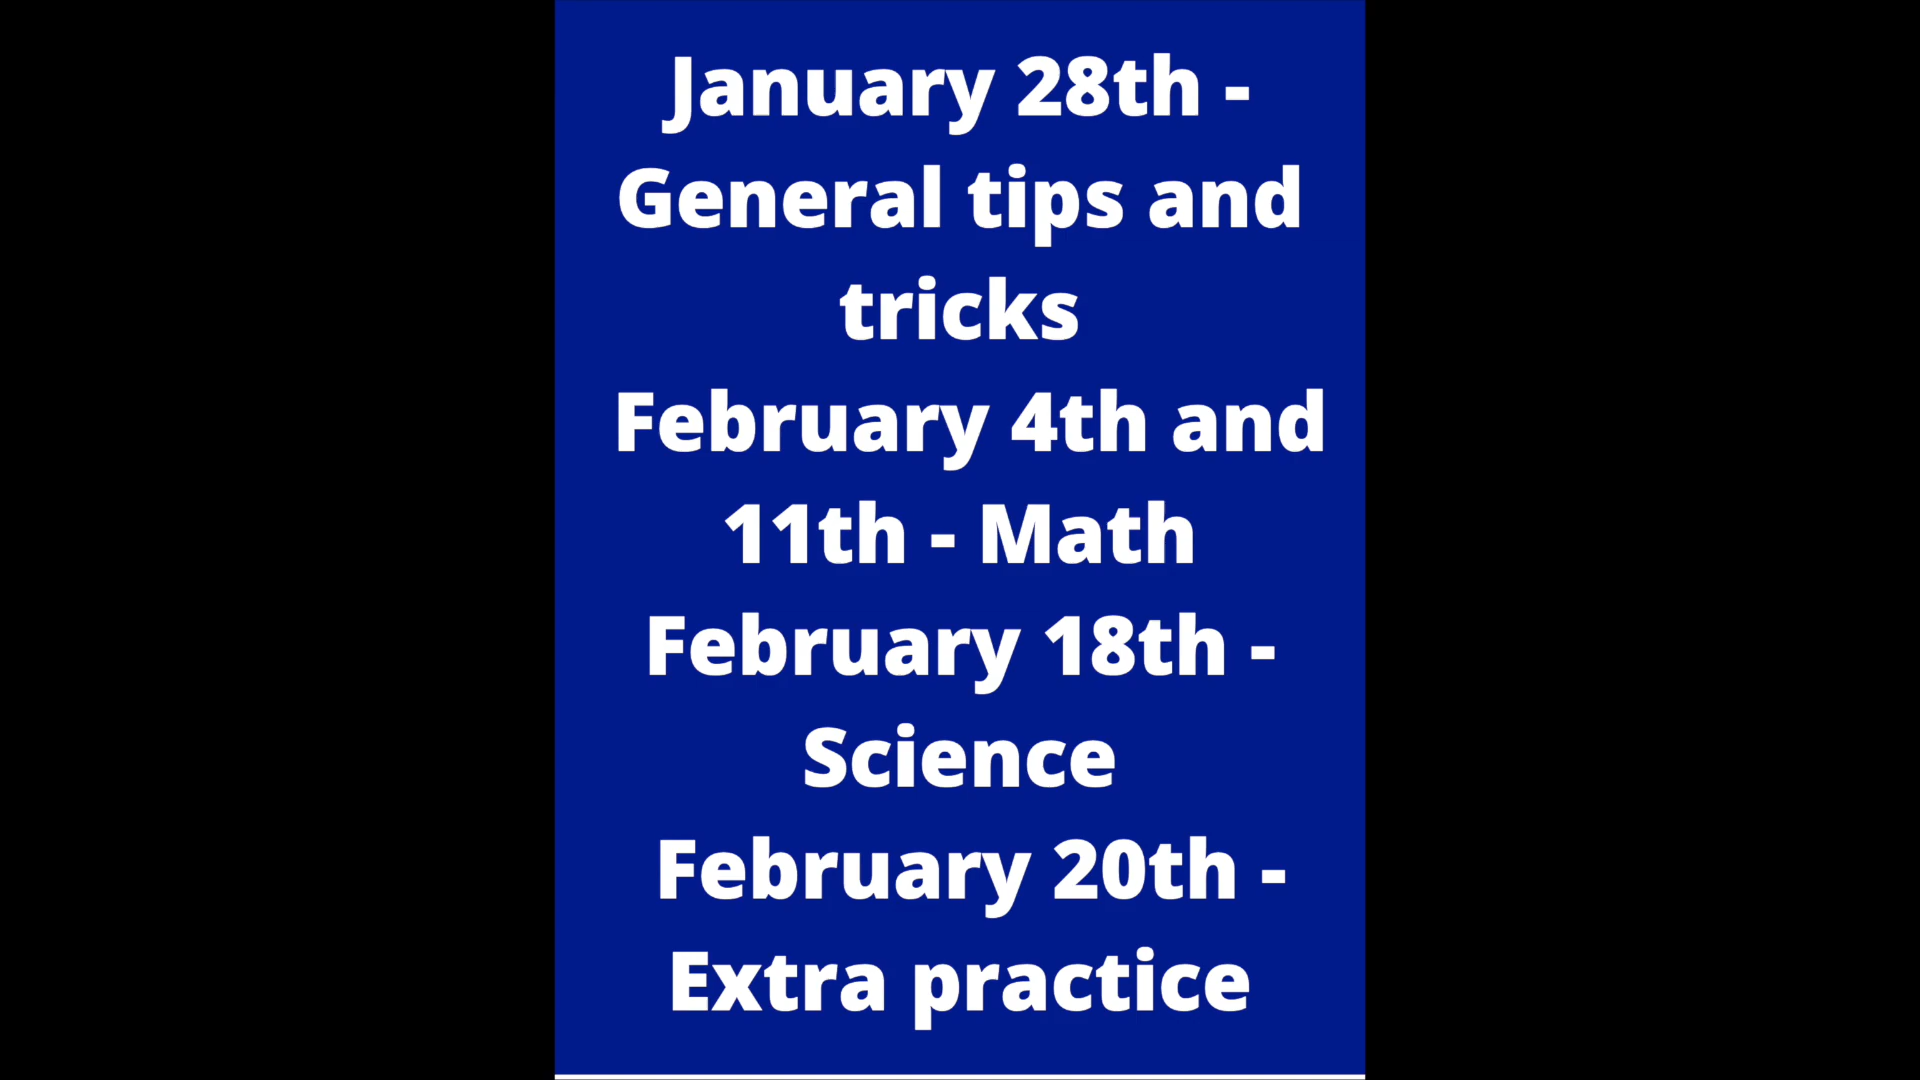 January 28th -
General tips and
tricks
February 4th and
11th - Math
February 18th -
Science
February 20th -
Extra practice